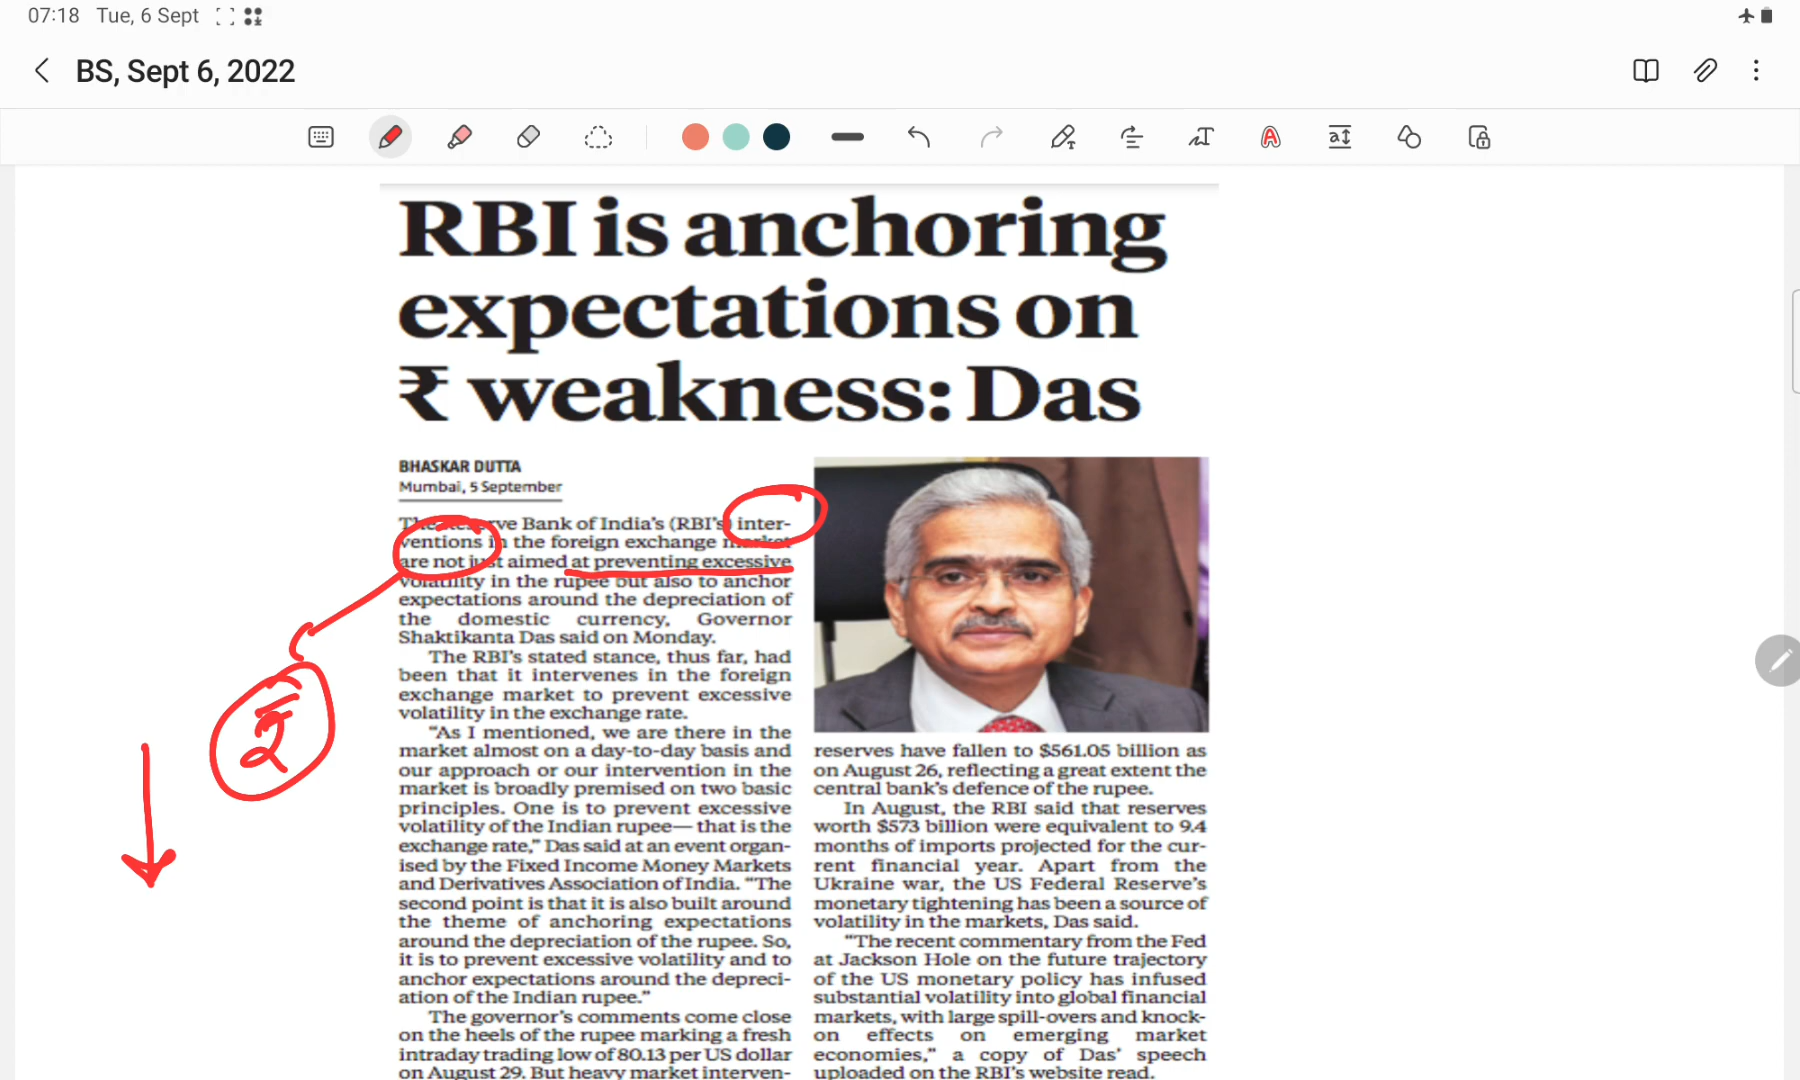 07:18 Tue, 6 Sept
BS, Sept 6, 2022
RBI is anchoring
expectations on
₹ weakness: Das
BHASKAR DUTTA
Mumbai, 5 September
The Reserve Bank of India's (RBI's) inter-
ventions in the foreign exchange market
are not just aimed at preventing excessive
volatility in the rupee but also to anchor
expectations around the depreciation of
the domestic currency, Governor
Shaktikanta Das said on Monday.
The RBI's stated stance, thus far, had
been that it intervenes in the foreign
exchange market to prevent excessive
volatility in the exchange rate.
"As I mentioned, we are there in the
market almost on a day-to-day basis and
our approach or our intervention in the
market is broadly premised on two basic
principles. One is to prevent excessive
volatility of the Indian rupee— that is the
exchange rate," Das said at an event organ-
ised by the Fixed Income Money Markets
and Derivatives Association of India. "The
second point is that it is also built around
the theme of anchoring expectations
around the depreciation of the rupee. So,
it is to prevent excessive volatility and to
anchor expectations around the depreci-
ation of the Indian rupee."
The governor's comments come close
on the heels of the rupee marking a fresh
intraday trading low of 80.13 per US dollar
on August 29. But heavy market interven-
reserves have fallen to $561.05 billion as
on August 26, reflecting a great extent the
central bank's defence of the rupee.
In August, the RBI said that reserves
worth $573 billion were equivalent to 9.4
months of imports projected for the cur-
rent financial year. Apart from the
Ukraine war, the US Federal Reserve's
monetary tightening has been a source of
volatility in the markets, Das said.
"The recent commentary from the Fed
at Jackson Hole on the future trajectory
of the US monetary policy has infused
substantial volatility into global financial
markets, with large spill-overs and knock-
on effects on emerging market
economies," a copy of Das' speech
uploaded on the RBI's website read.